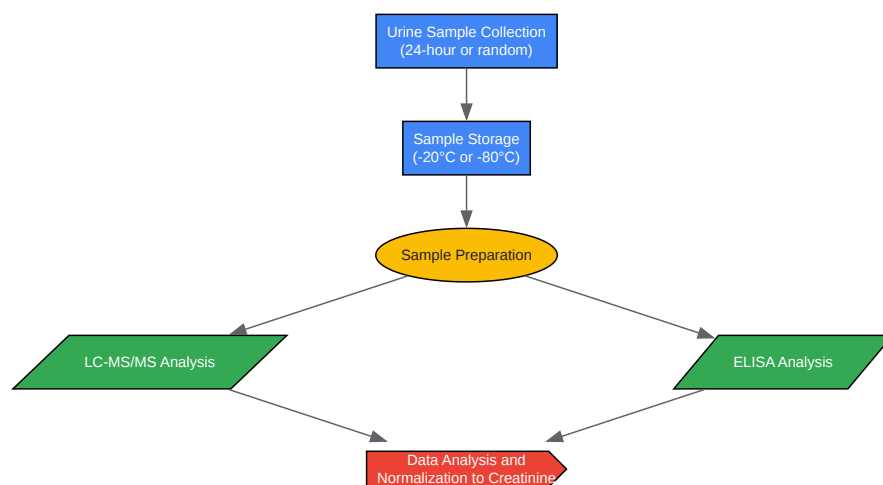 Urine Sample Collection
(24-hour or random)
Sample Storage
(-20°C or -80°C)
Sample Preparation
LC-MS/MS Analysis
ELISA Analysis
Data Analysis and
Normalization to Creatinine